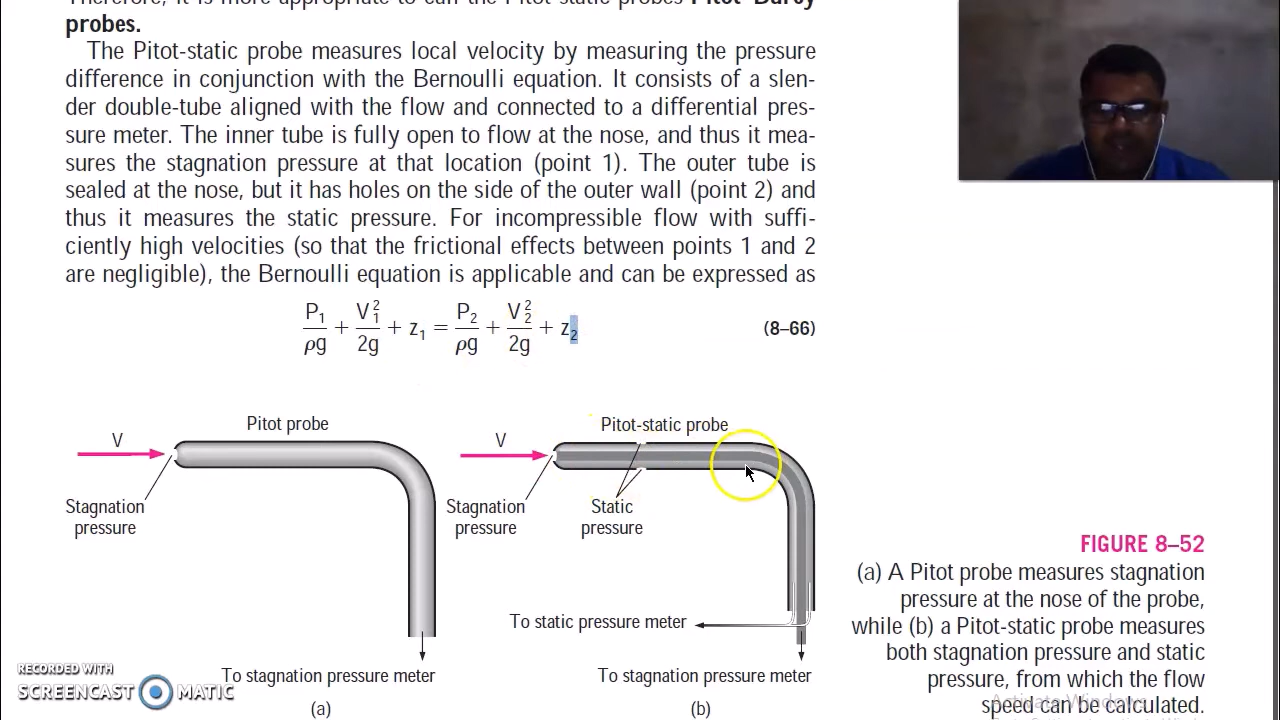 Therefore, it is more appropriate to call the Pitot-static probes Pitot–Darcy
probes.
The Pitot-static probe measures local velocity by measuring the pressure
difference in conjunction with the Bernoulli equation. It consists of a slen-
der double-tube aligned with the flow and connected to a differential pres-
sure meter. The inner tube is fully open to flow at the nose, and thus it mea-
sures the stagnation pressure at that location (point 1). The outer tube is
sealed at the nose, but it has holes on the side of the outer wall (point 2) and
thus it measures the static pressure. For incompressible flow with suffi-
ciently high velocities (so that the frictional effects between points 1 and 2
are negligible), the Bernoulli equation is applicable and can be expressed as
P₁/ρg + V₁²/2g + z₁ = P₂/ρg + V₂²/2g + z₂ (8–66)
Pitot probe
V
Stagnation
pressure
To stagnation pressure meter
(a)
Pitot-static probe
V
Stagnation
pressure
Static
pressure
To static pressure meter
To stagnation pressure meter
(b)
FIGURE 8–52
(a) A Pitot probe measures stagnation
pressure at the nose of the probe,
while (b) a Pitot-static probe measures
both stagnation pressure and static
pressure, from which the flow
speed can be calculated.
Activate Windows
RECORDED WITH
SCREENCAST MATIC